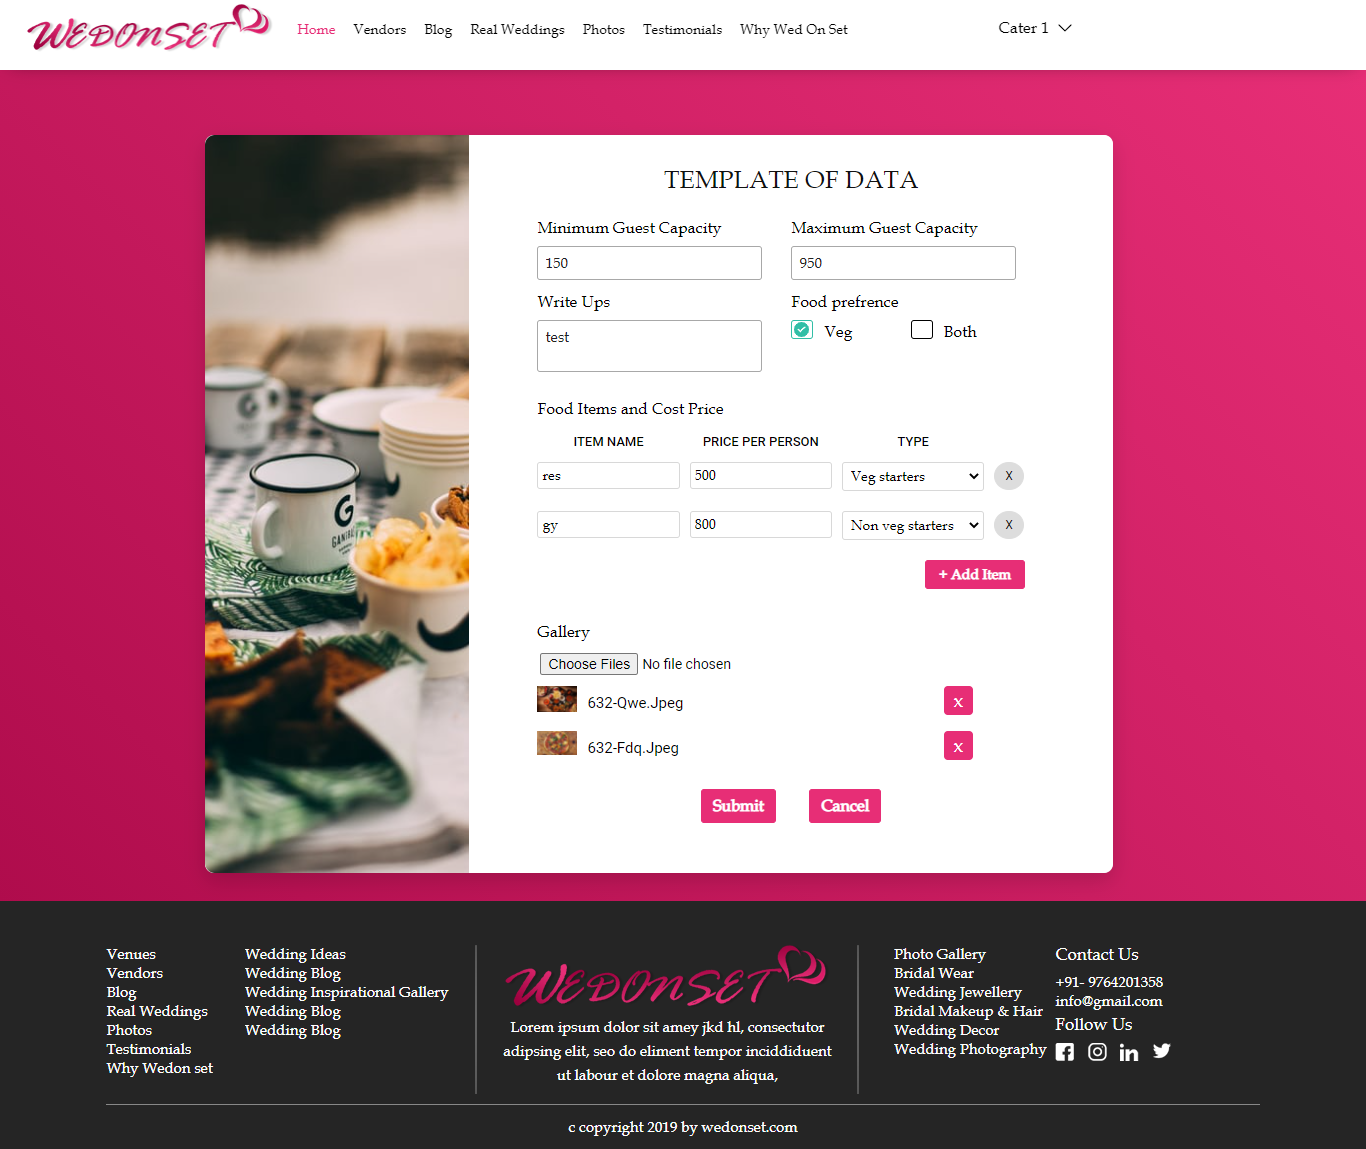 WEDONSET
Home Vendors Blog Real Weddings Photos Testimonials Why Wed On Set
Cater 1
TEMPLATE OF DATA
Minimum Guest Capacity Maximum Guest Capacity
150 950
Write Ups Food prefrence
test Veg Both
Food Items and Cost Price
ITEM NAME PRICE PER PERSON TYPE
res 500 Veg starters X
gy 800 Non veg starters X
+ Add Item
Gallery
Choose Files No file chosen
632-Qwe.Jpeg x
632-Fdq.Jpeg x
Submit Cancel
G
Venues
Vendors
Blog
Real Weddings
Photos
Testimonials
Why Wedon set
Wedding Ideas
Wedding Blog
Wedding Inspirational Gallery
Wedding Blog
Wedding Blog
WEDONSET
Lorem ipsum dolor sit amey jkd hl, consectutor
adipsing elit, seo do eliment tempor inciddiduent
ut labour et dolore magna aliqua,
Photo Gallery
Bridal Wear
Wedding Jewellery
Bridal Makeup & Hair
Wedding Decor
Wedding Photography
Contact Us
+91- 9764201358
info@gmail.com
Follow Us
c copyright 2019 by wedonset.com